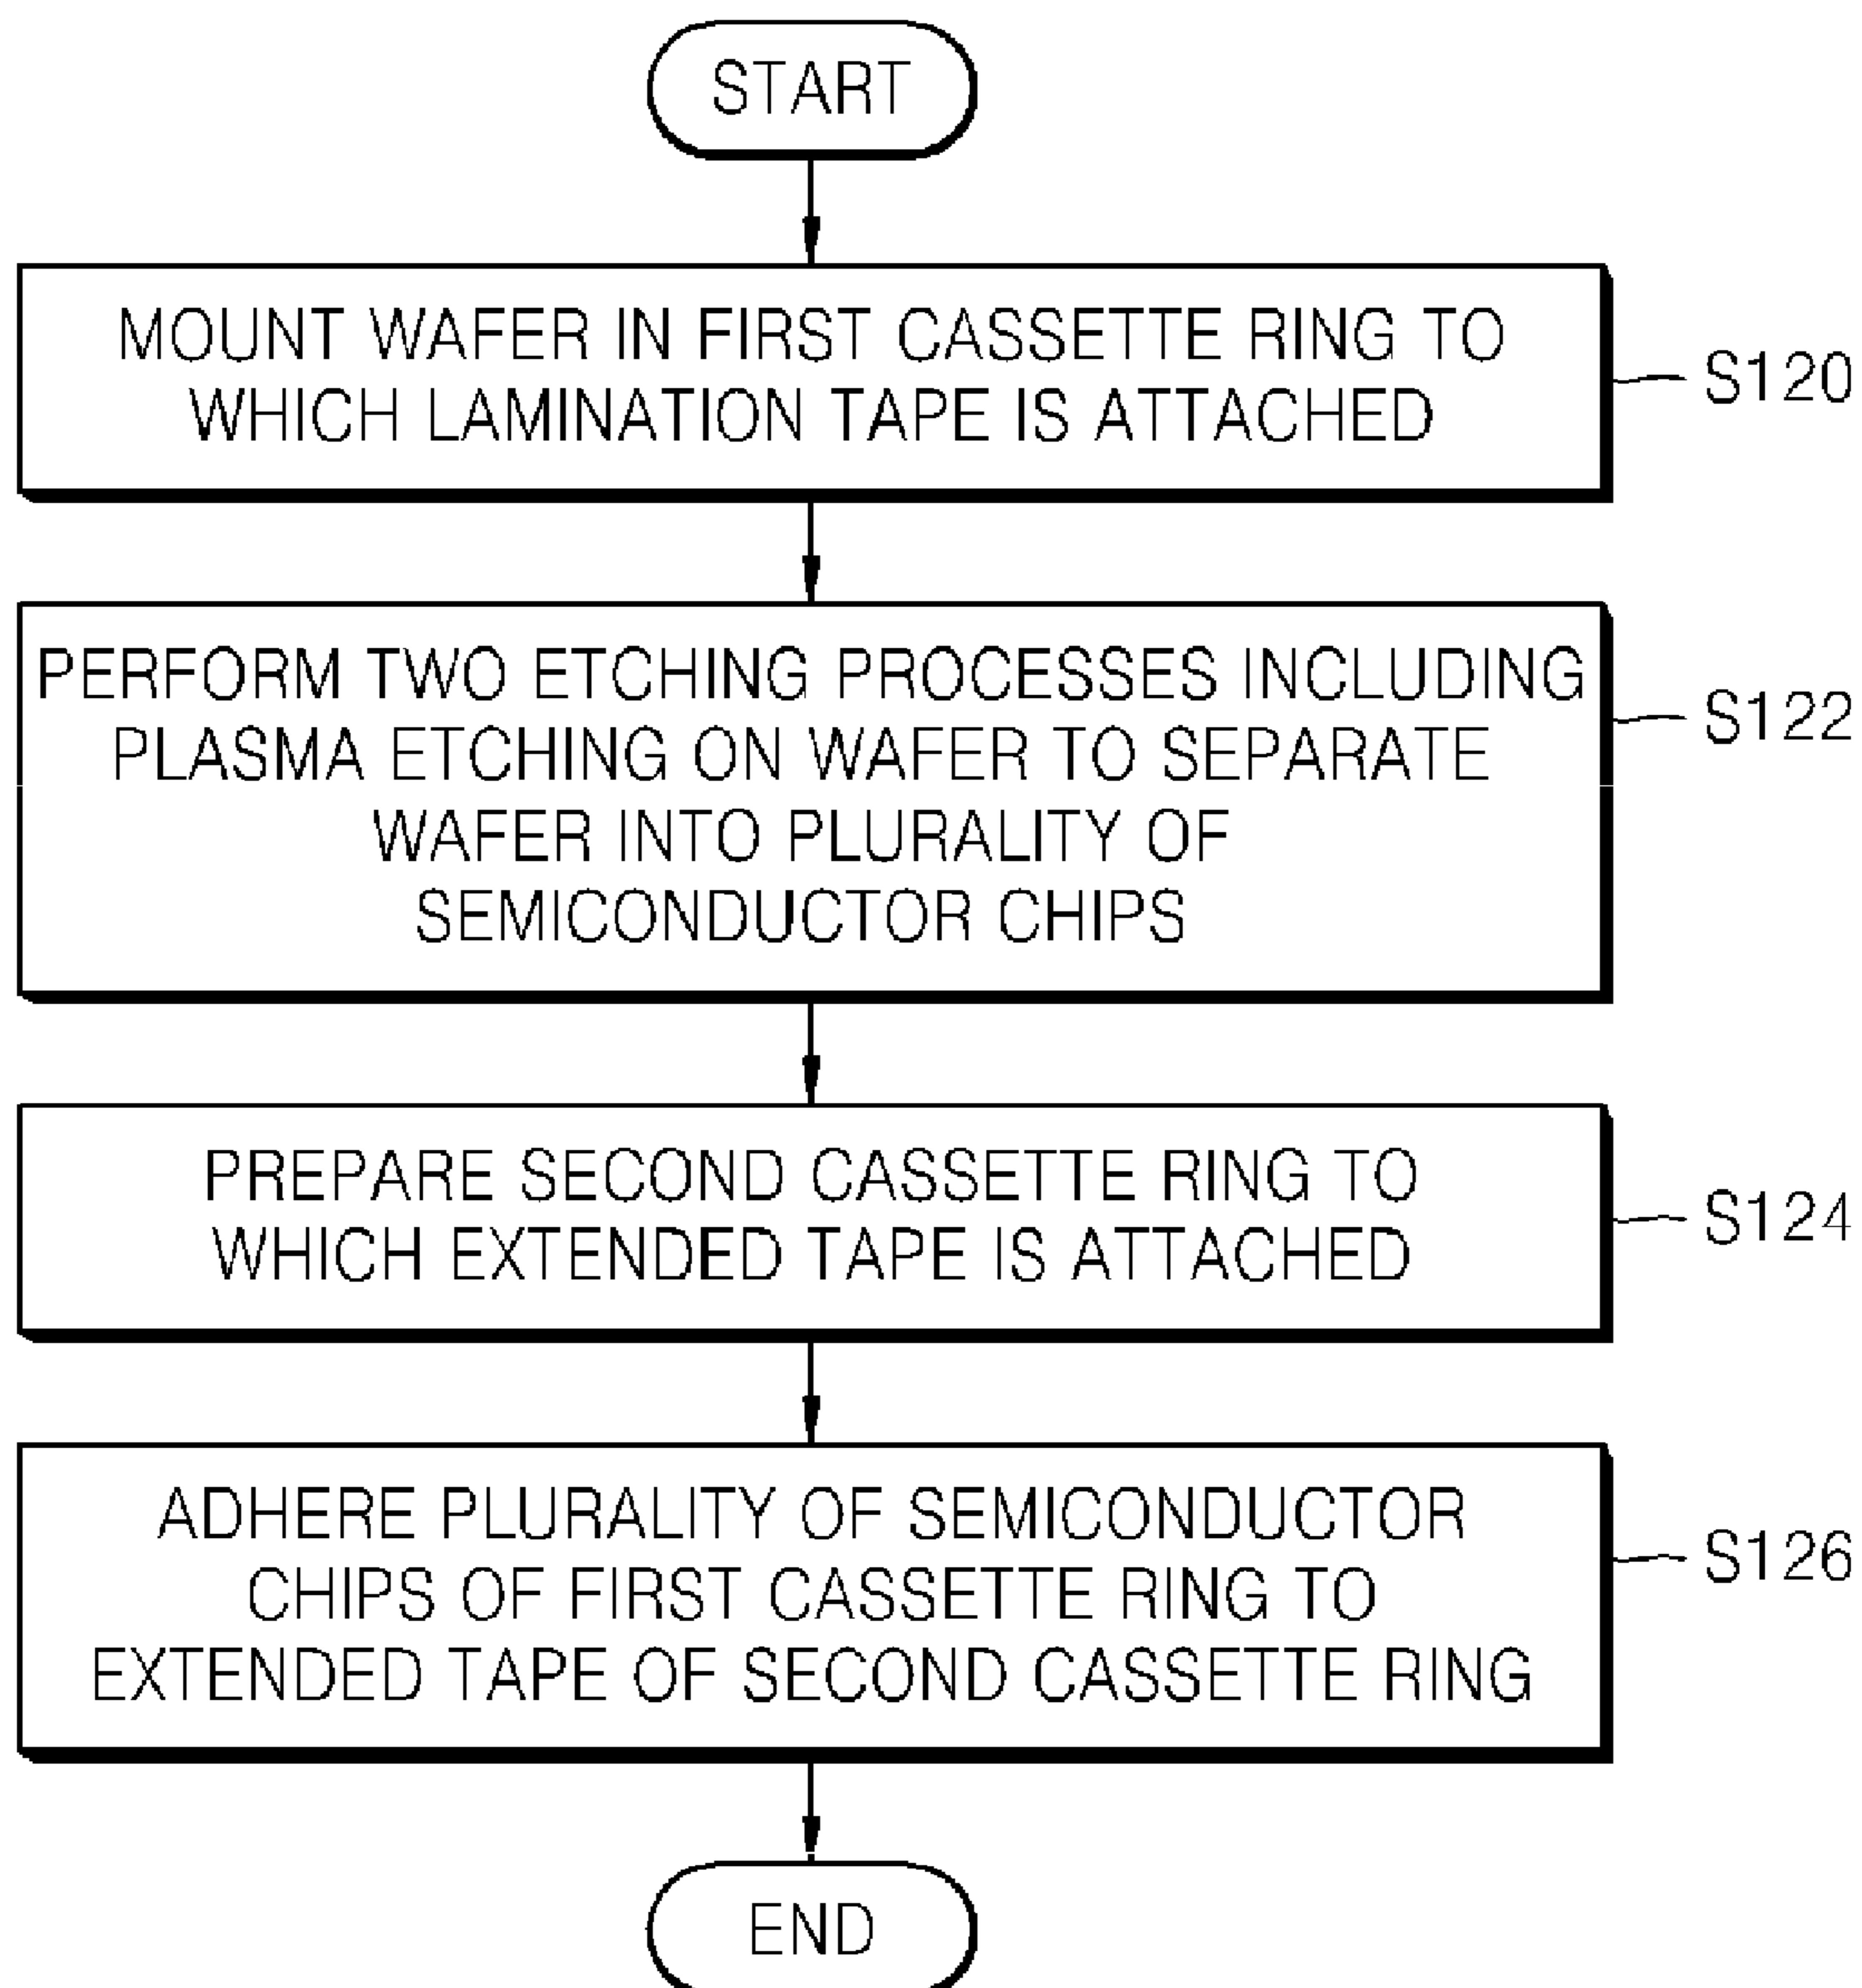 START
MOUNT WAFER IN FIRST CASSETTE RING TO
WHICH LAMINATION TAPE IS ATTACHED
S120
PERFORM TWO ETCHING PROCESSES INCLUDING
PLASMA ETCHING ON WAFER TO SEPARATE
WAFER INTO PLURALITY OF
SEMICONDUCTOR CHIPS
S122
PREPARE SECOND CASSETTE RING TO
WHICH EXTENDED TAPE IS ATTACHED
S124
ADHERE PLURALITY OF SEMICONDUCTOR
CHIPS OF FIRST CASSETTE RING TO
EXTENDED TAPE OF SECOND CASSETTE RING
S126
END